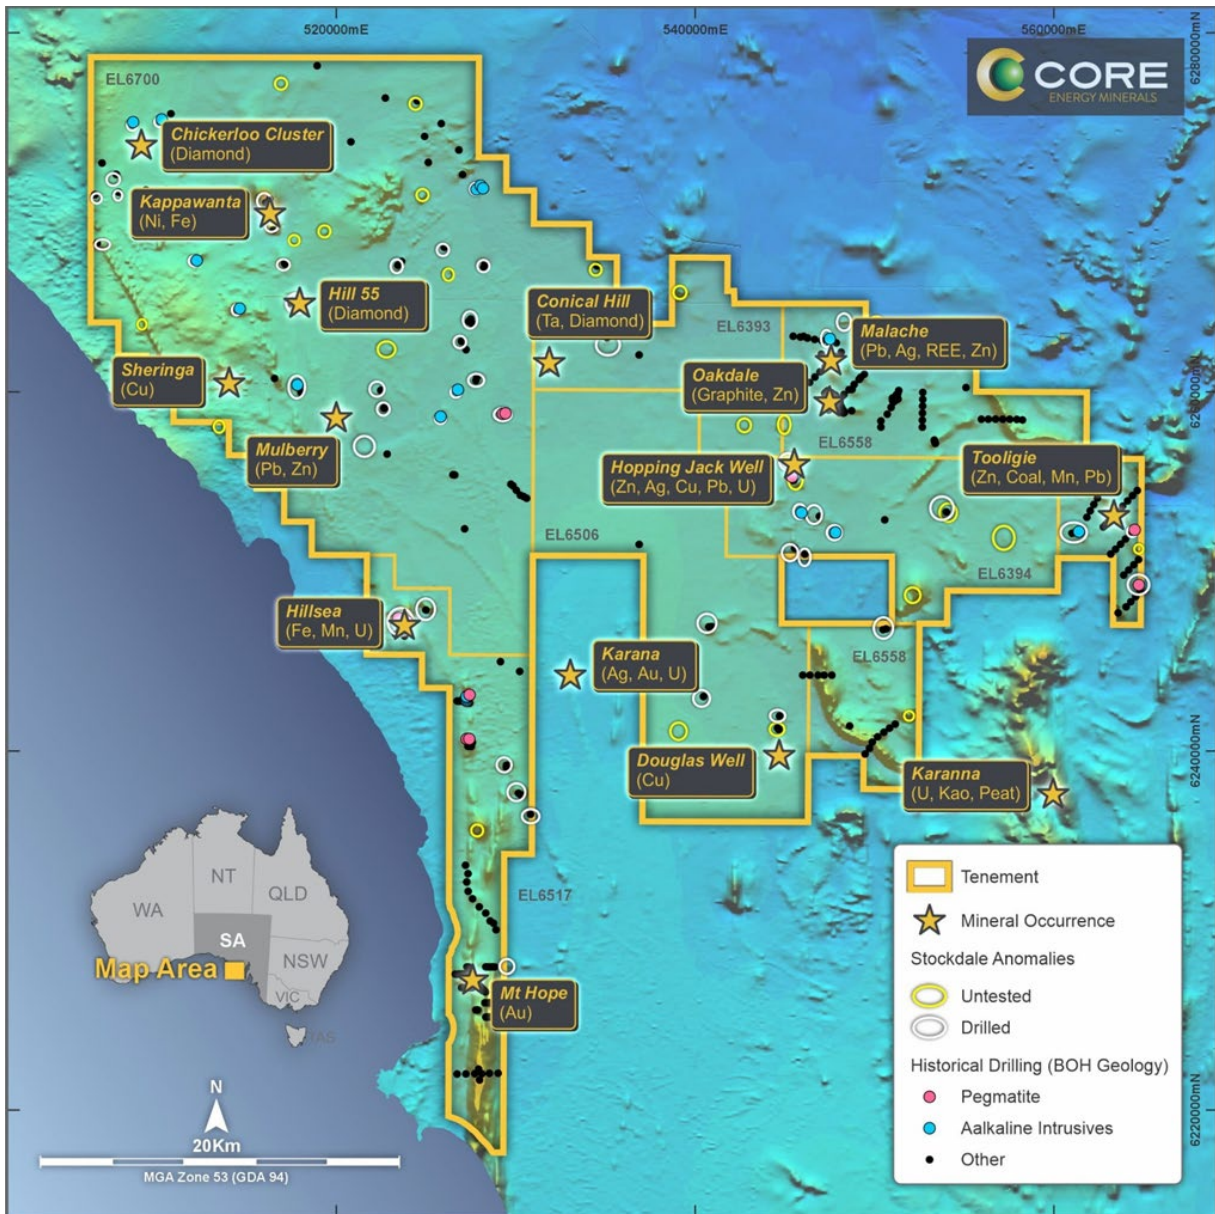 520000mE
540000mE
560000mE
6280000mN
CORE
ENERGY MINERALS
EL6700
Chickerloo Cluster
(Diamond)
Kappawanta
(Ni, Fe)
Hill 55
(Diamond)
Conical Hill
(Ta, Diamond)
EL6393
Malache
(Pb, Ag, REE, Zn)
Sheringa
(Cu)
Oakdale
(Graphite, Zn)
6260000mN
EL6558
Mulberry
(Pb, Zn)
Hopping Jack Well
(Zn, Ag, Cu, Pb, U)
Tooligie
(Zn, Coal, Mn, Pb)
EL6506
EL6394
Hillsea
(Fe, Mn, U)
Karana
(Ag, Au, U)
EL6558
Douglas Well
(Cu)
Karanna
(U, Kao, Peat)
6240000mN
EL6517
Mt Hope
(Au)
WA
NT
QLD
SA
NSW
VIC
TAS
Map Area
N
20Km
MGA Zone 53 (GDA 94)
Tenement
Mineral Occurrence
Stockdale Anomalies
Untested
Drilled
Historical Drilling (BOH Geology)
Pegmatite
Aalkaline Intrusives
Other
6220000mN